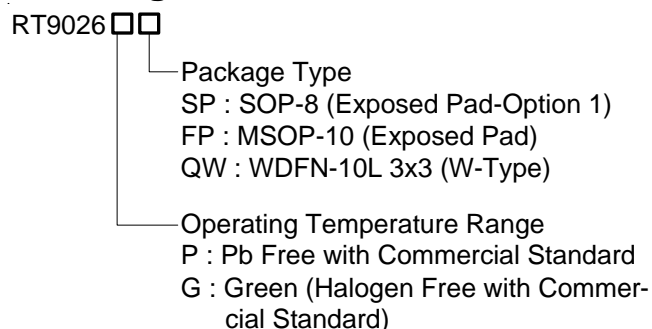 RT9026
Package Type
SP : SOP-8 (Exposed Pad-Option 1)
FP : MSOP-10 (Exposed Pad)
QW : WDFN-10L 3x3 (W-Type)
Operating Temperature Range
P : Pb Free with Commercial Standard
G : Green (Halogen Free with Commer-
cial Standard)